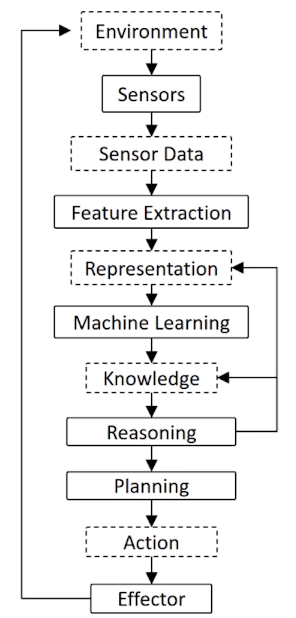 Environment
Sensors
Sensor Data
Feature Extraction
Representation
Machine Learning
Knowledge
Reasoning
Planning
Action
Effector